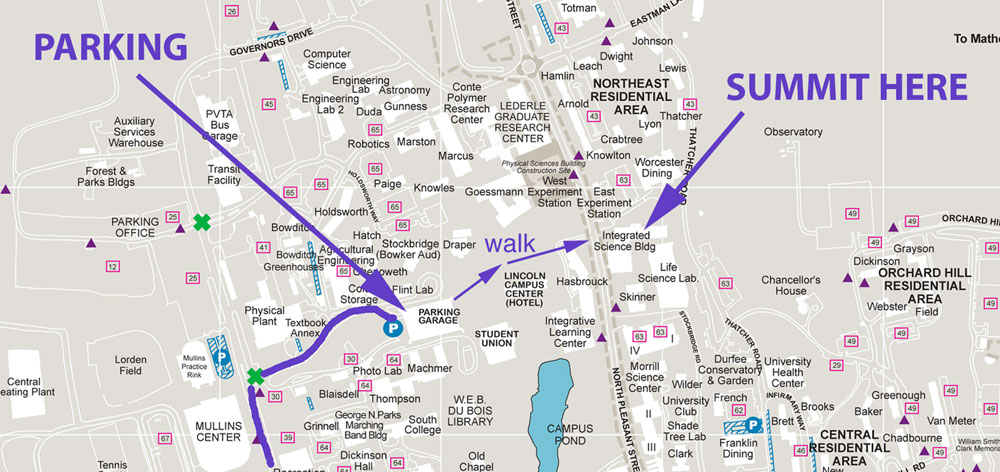 STREET
Totman
EASTMAN LA
26
GOVERNORS DRIVE
PARKING
Johnson
To Mathe
Computer
Science
Dwight
Leach
Lewis
Hamlin
NORTHEAST
RESIDENTIAL
AREA
SUMMIT HERE
Engineering
Lab
Astronomy
Gunness
Duda
Engineering
Lab 2
Conte
Polymer
Research
Center
LEDERLE
GRADUATE
RESEARCH
CENTER
Arnold
43
43
45
Lyon
Thatcher
PVTA
Bus
Garage
Auxiliary
Services
Warehouse
65
Robotics
65
Marston
Marcus
Crabtree
Knowlton
Observatory
Physical Sciences Building
Construction Site
Worcester
Dining
Forest &
Parks Bldgs
Transit
Facility
65
65
Paige
Knowles
Goessmann
West
Experiment
Station
East
Experiment
Station
63
HOLDSWORTH WAY
Holdsworth
65
PARKING
OFFICE
25
Bowditch
Hatch
Stockbridge
(Bowker Aud)
Draper
walk
Integrated
Science Bldg
49
49
ORCHARD HI
41
Agricultural
Engineering
Bowditch
Greenhouses
65
Chenoweth
12
25
Flint Lab
Storage
LINCOLN
CAMPUS
CENTER
(HOTEL)
Hasbrouck
Life
Science Lab.
Chancellor's
House
49
Grayson
49
Dickinson
ORCHARD HILL
RESIDENTIAL
AREA
Webster
Field
Skinner
Physical
Plant
Textbook
Annex
P
PARKING
GARAGE
STUDENT
UNION
Integrative
Learning
Center
63
63
I
IV
STOCKBRIDGE RD
THATCHER ROAD
49
Lorden
Field
Mullins
Practice
Rink
P
30
64
Photo Lab
Machmer
64
Morrill
Science
Center
II
III
Durfee
Conservatory
& Garden
University
Health
Center
49
Central
eating Plant
30
Blaisdell
Thompson
W.E.B.
DU BOIS
LIBRARY
CAMPUS
POND
NORTH PLEASANT STREET
Wilder
University
Club
Shade
Tree Lab
Clark
French
62
P
Franklin
Dining
INFIRMARY WAY
Brett
Brooks
Greenough
Baker
49
Van Meter
Chadbourne
MULLINS
CENTER
67
39
Grinnell
George N. Parks
Marching
Band Bldg
South
College
Dickinson
Hall
Old
Chapel
CENTRAL
RESIDENTIAL
AREA
49
William Smith
Clark Memorial
Tennis
Recreation
New